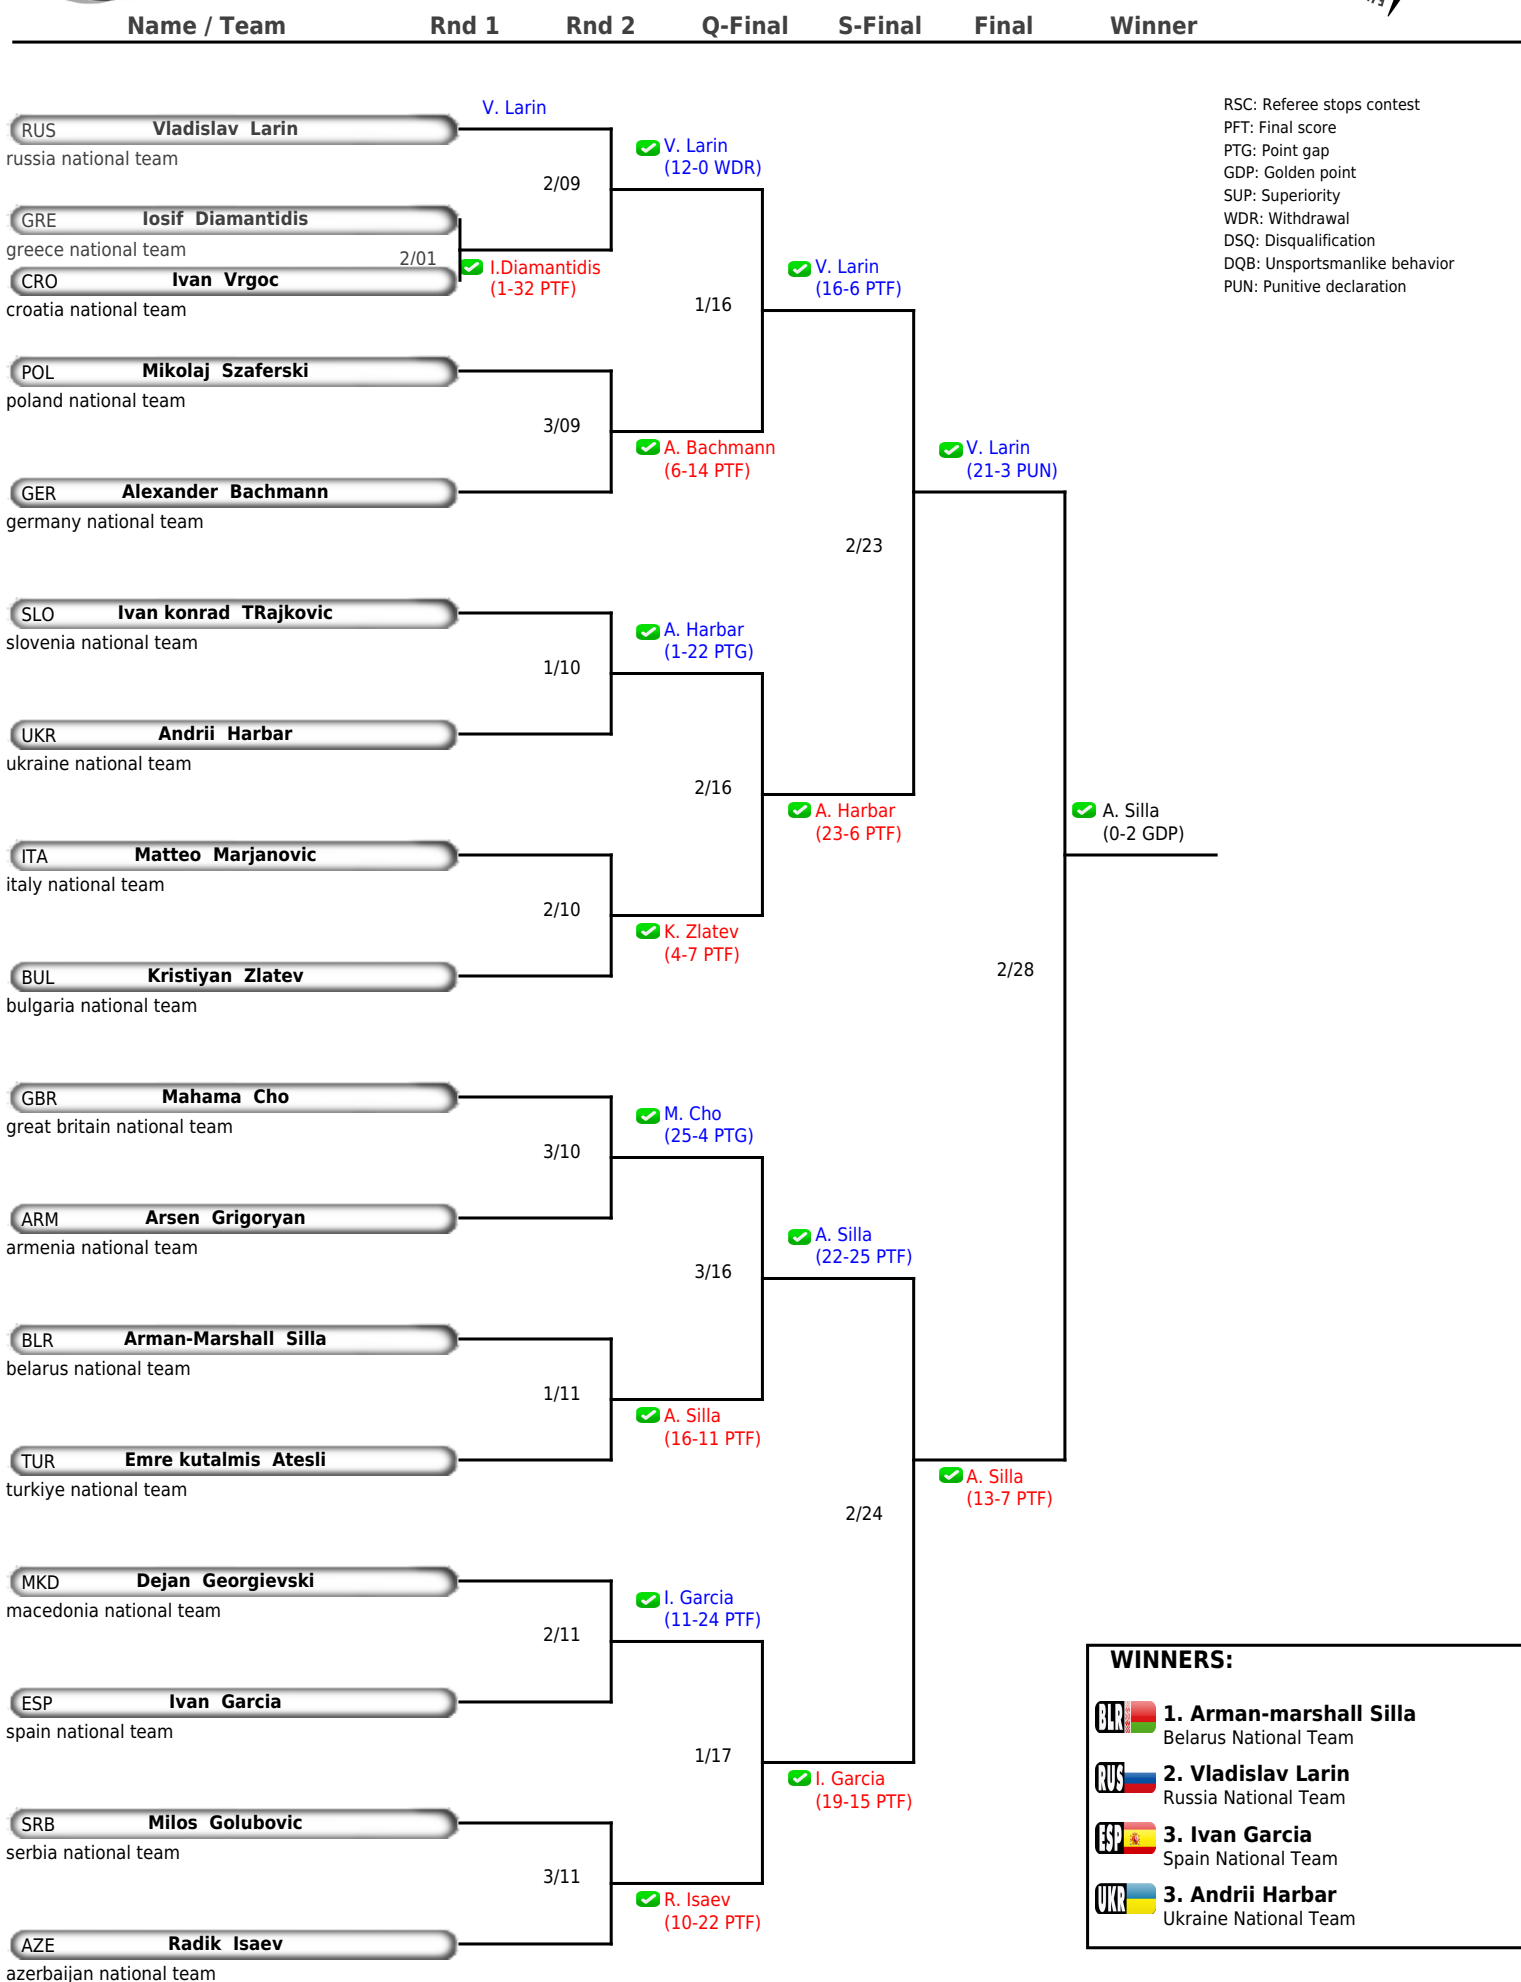 Name / Team Rnd 1 Rnd 2 Q-Final S-Final Final Winner
RSC: Referee stops contest
PFT: Final score
PTG: Point gap
GDP: Golden point
SUP: Superiority
WDR: Withdrawal
DSQ: Disqualification
DQB: Unsportsmanlike behavior
PUN: Punitive declaration
V. Larin
RUS Vladislav Larin
russia national team
2/09
V. Larin
(12-0 WDR)
GRE Iosif Diamantidis
greece national team
2/01
I.Diamantidis
(1-32 PTF)
CRO Ivan Vrgoc
croatia national team
1/16
V. Larin
(16-6 PTF)
POL Mikolaj Szaferski
poland national team
3/09
A. Bachmann
(6-14 PTF)
GER Alexander Bachmann
germany national team
V. Larin
(21-3 PUN)
2/23
SLO Ivan konrad TRajkovic
slovenia national team
1/10
A. Harbar
(1-22 PTG)
UKR Andrii Harbar
ukraine national team
2/16
A. Harbar
(23-6 PTF)
A. Silla
(0-2 GDP)
ITA Matteo Marjanovic
italy national team
2/10
K. Zlatev
(4-7 PTF)
BUL Kristiyan Zlatev
bulgaria national team
2/28
GBR Mahama Cho
great britain national team
3/10
M. Cho
(25-4 PTG)
ARM Arsen Grigoryan
armenia national team
3/16
A. Silla
(22-25 PTF)
BLR Arman-Marshall Silla
belarus national team
1/11
A. Silla
(16-11 PTF)
TUR Emre kutalmis Atesli
turkiye national team
A. Silla
(13-7 PTF)
2/24
MKD Dejan Georgievski
macedonia national team
2/11
I. Garcia
(11-24 PTF)
ESP Ivan Garcia
spain national team
1/17
I. Garcia
(19-15 PTF)
SRB Milos Golubovic
serbia national team
3/11
R. Isaev
(10-22 PTF)
AZE Radik Isaev
azerbaijan national team
WINNERS:
BLR 1. Arman-marshall Silla
Belarus National Team
RUS 2. Vladislav Larin
Russia National Team
ESP 3. Ivan Garcia
Spain National Team
UKR 3. Andrii Harbar
Ukraine National Team